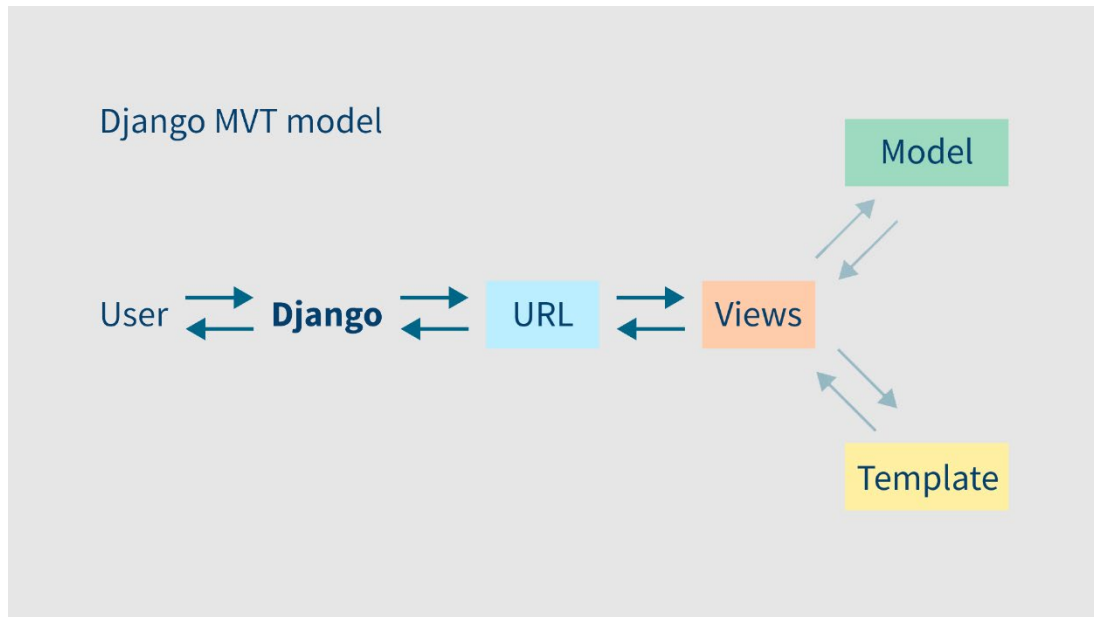 Django MVT model
Model
User
Django
URL
Views
Template